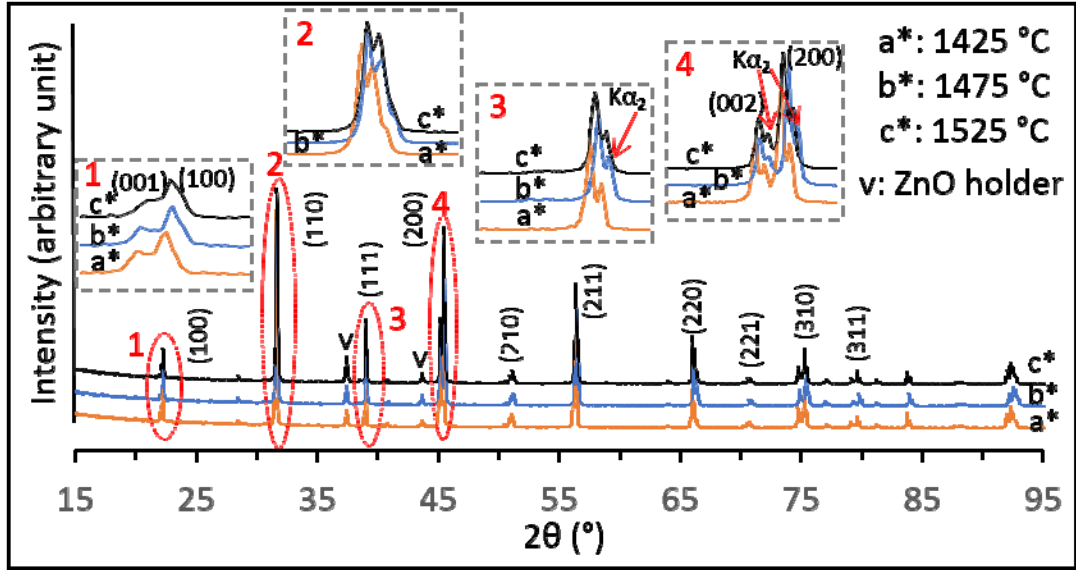 Intensity (arbitrary unit)
2θ (°)
15 25 35 45 55 65 75 85 95
a*: 1425 °C
b*: 1475 °C
c*: 1525 °C
v: ZnO holder
1
(001)
(100)
c*
b*
a*
2
c*
b*
a*
3
Kα₂
c*
b*
a*
4
Kα₂
(200)
(002)
c*
b*
a*
1
(100)
2
(110)
v
(111)
3
v
(200)
4
(210)
(211)
(220)
(221)
(310)
(311)
c*
b*
a*